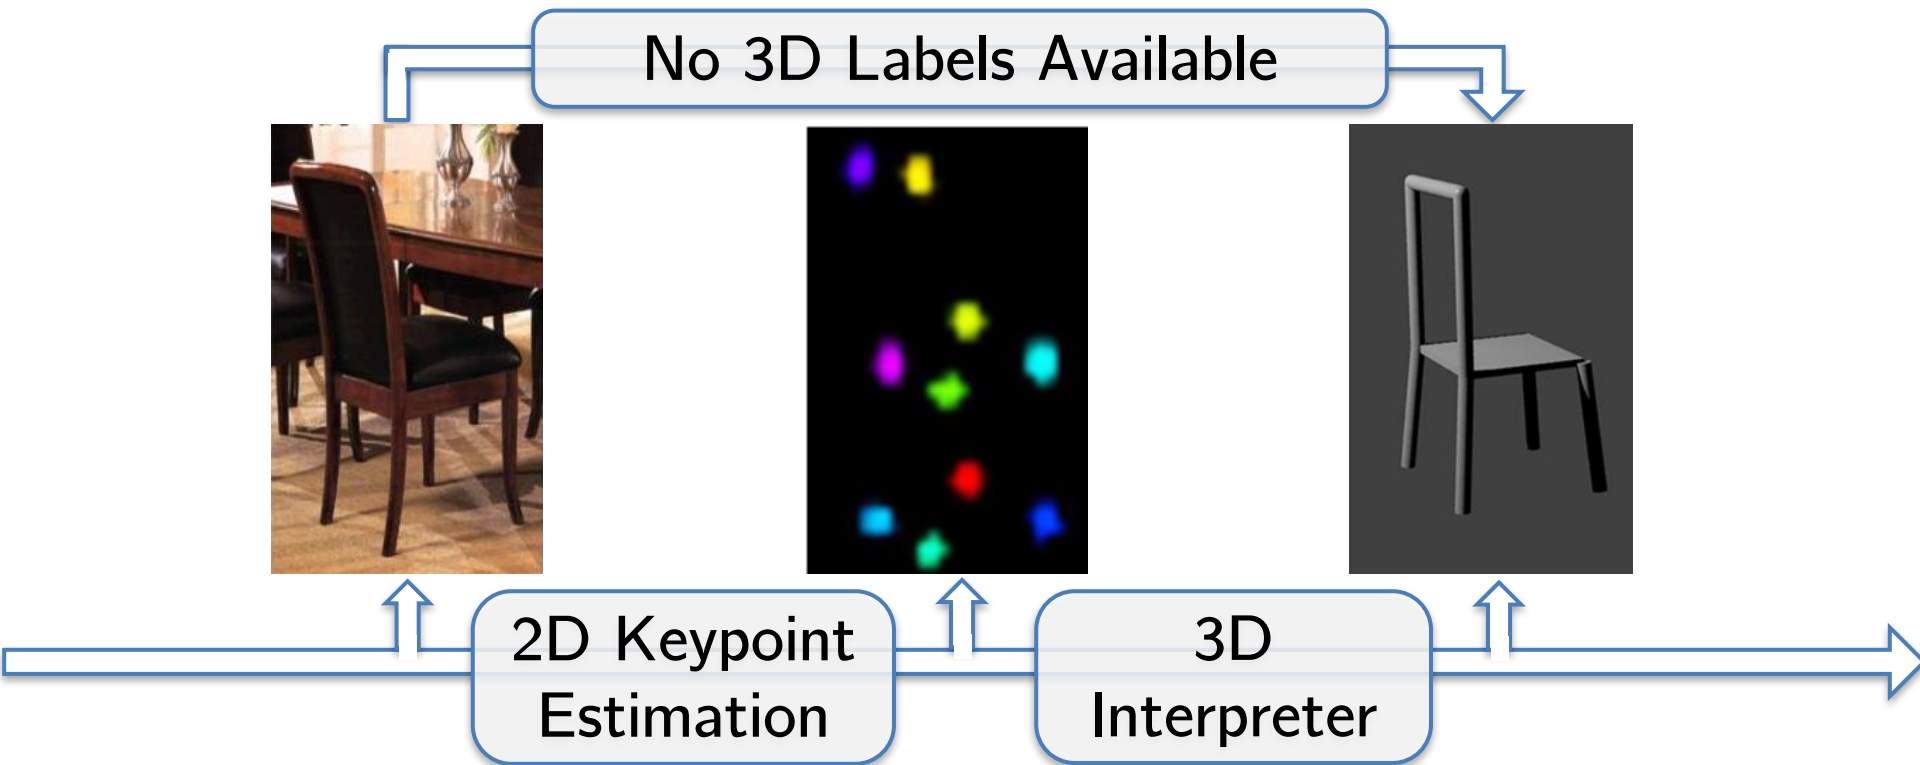 No 3D Labels Available
2D Keypoint
Estimation
3D
Interpreter